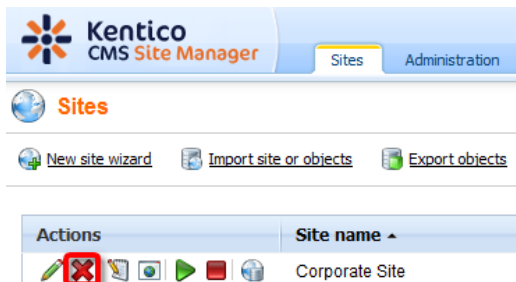 Kentico
CMS Site Manager
Sites Administration
Sites
New site wizard Import site or objects Export objects
Actions Site name
Corporate Site